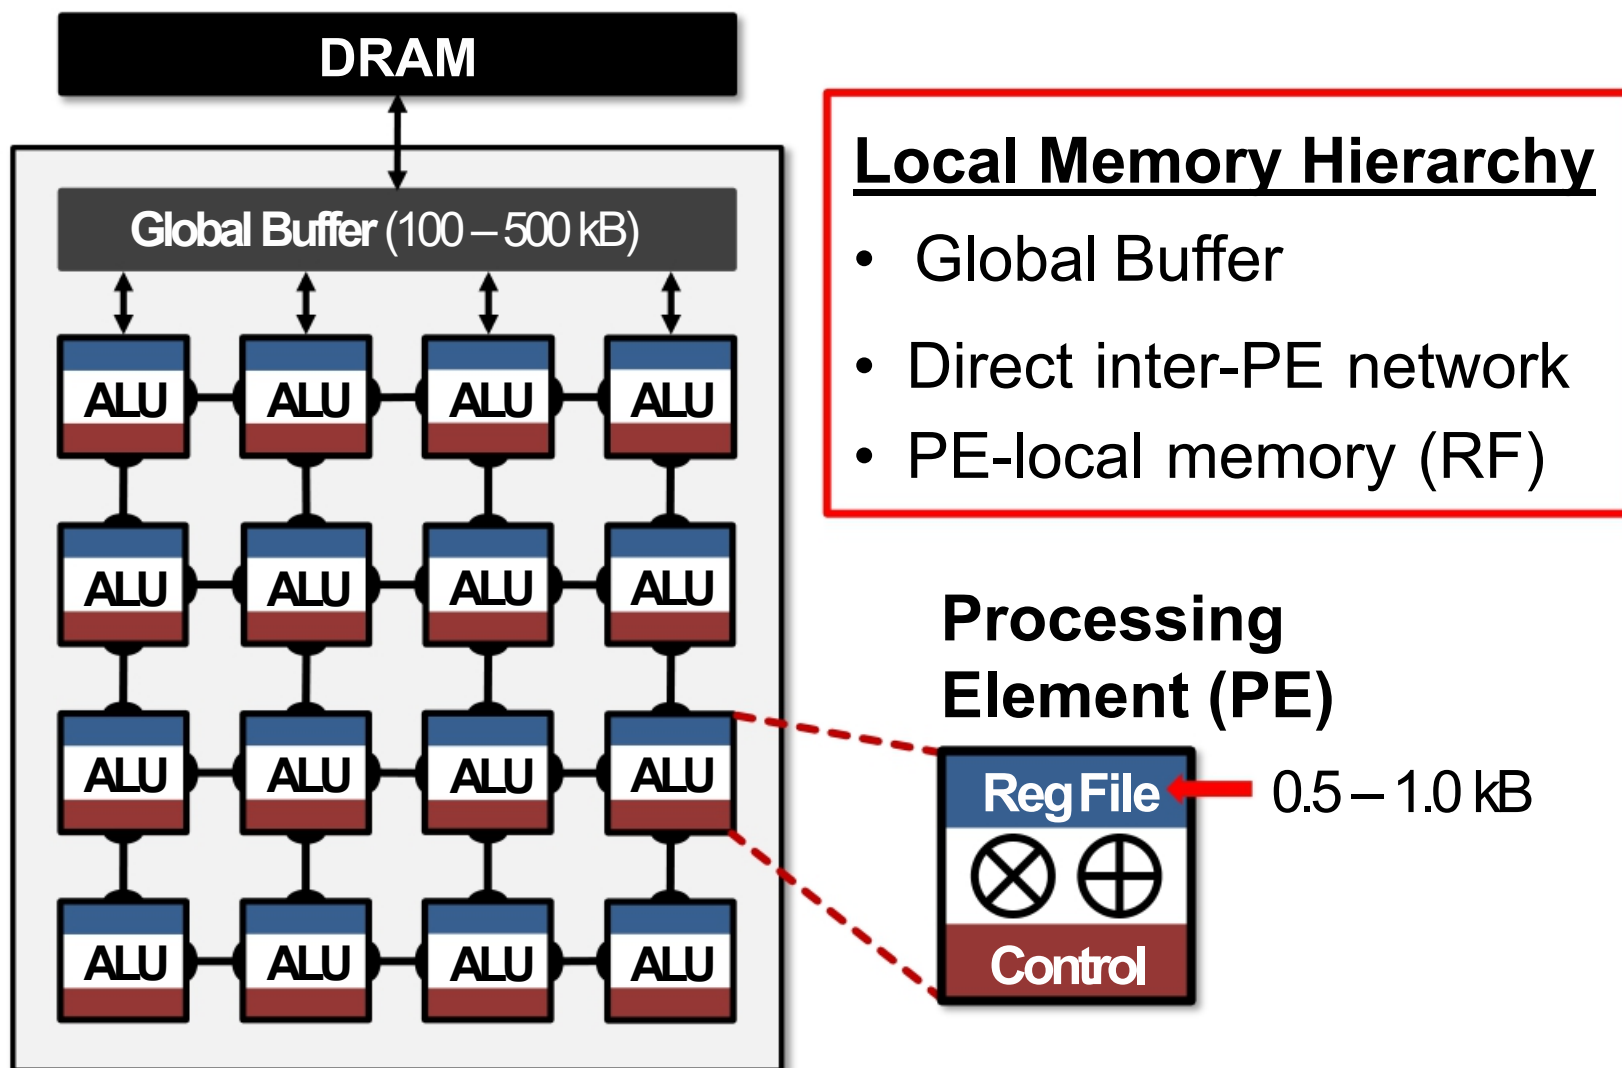 DRAM
Global Buffer (100 – 500 kB)
ALU ALU ALU ALU
ALU ALU ALU ALU
ALU ALU ALU ALU
ALU ALU ALU ALU
Local Memory Hierarchy
• Global Buffer
• Direct inter-PE network
• PE-local memory (RF)
Processing
Element (PE)
Reg File
0.5 – 1.0 kB
Control